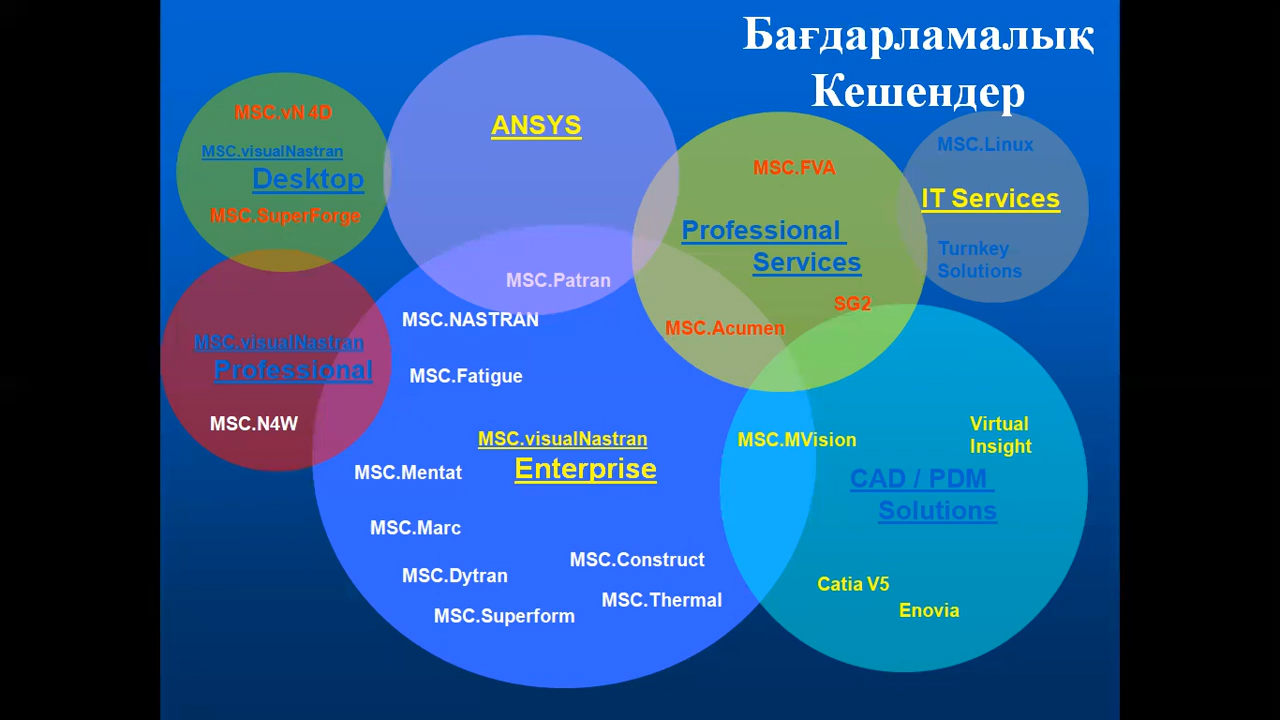 Бағдарламалық
Кешендер
MSC.vN 4D
MSC.visualNastran
Desktop
MSC.SuperForge
ANSYS
MSC.FVA
Professional
Services
SG2
MSC.Acumen
MSC.Linux
IT Services
Turnkey
Solutions
MSC.visualNastran
Professional
MSC.N4W
MSC.Patran
MSC.NASTRAN
MSC.Fatigue
MSC.visualNastran
Enterprise
MSC.Mentat
MSC.Marc
MSC.Construct
MSC.Dytran
MSC.Thermal
MSC.Superform
MSC.MVision
Virtual
Insight
CAD / PDM
Solutions
Catia V5
Enovia